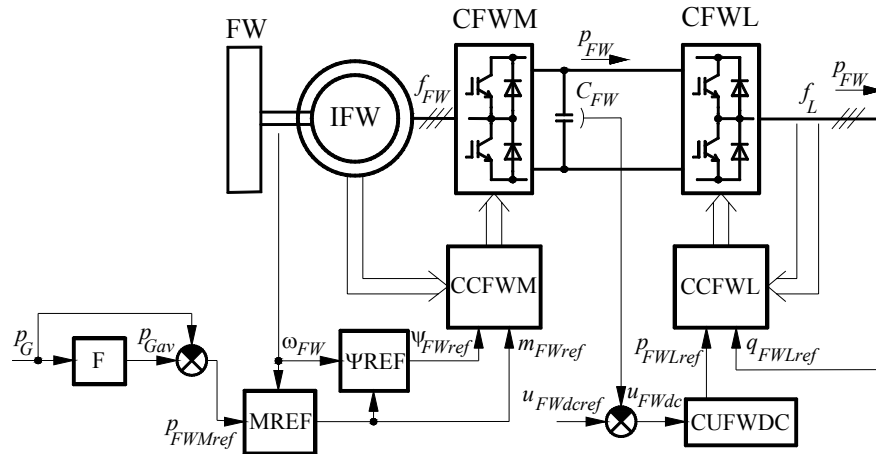 FW
CFWM
CFWL
p_FW
p_FW
f_FW
C_FW
f_L
IFW
CCFWM
CCFWL
p_G
p_Gav
ω_FW
Ψ_FWref
m_FWref
p_FWLref
q_FWLref
F
ΨREF
u_FWdcref
u_FWdc
p_FWMref
MREF
CUFWDC